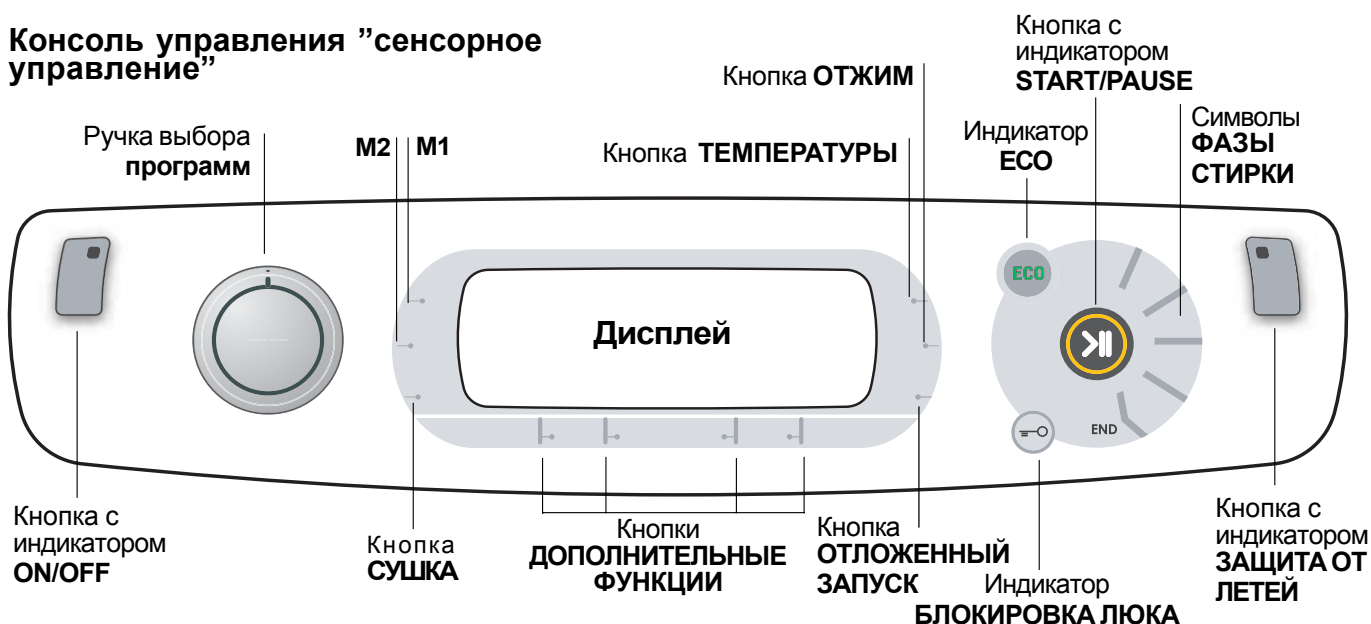 Консоль управления ”сенсорное
управление”
Ручка выбора
программ
M2
M1
Кнопка ОТЖИМ
Кнопка ТЕМПЕРАТУРЫ
Индикатор
ECO
Кнопка с
индикатором
START/PAUSE
Символы
ФАЗЫ
СТИРКИ
ECO
Дисплей
END
Кнопка с
индикатором
ON/OFF
Кнопка
СУШКА
Кнопки
ДОПОЛНИТЕЛЬНЫЕ
ФУНКЦИИ
Кнопка
ОТЛОЖЕННЫЙ
ЗАПУСК
Индикатор
БЛОКИРОВКА ЛЮКА
Кнопка с
индикатором
ЗАЩИТА ОТ
ЛЕТЕЙ